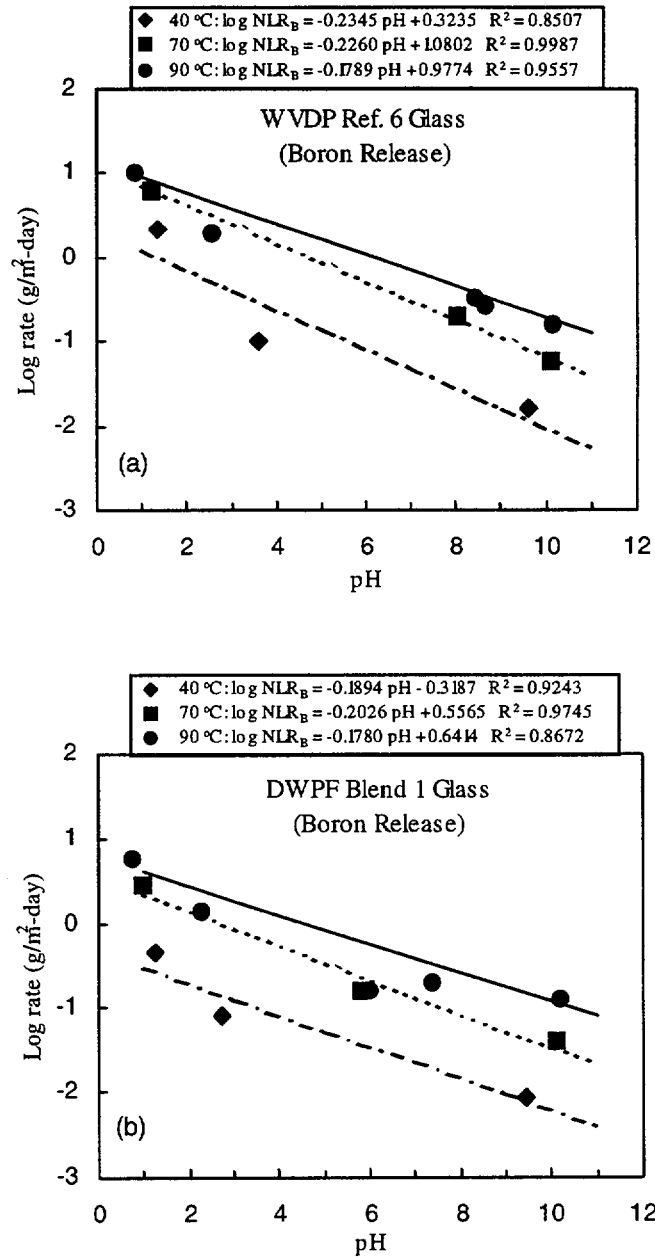 ◆ 40 °C: log NLR_B = -0.2345 pH + 0.3235 R² = 0.8507
■ 70 °C: log NLR_B = -0.2260 pH + 1.0802 R² = 0.9987
● 90 °C: log NLR_B = -0.1789 pH + 0.9774 R² = 0.9557
WVDP Ref. 6 Glass
(Boron Release)
Log rate (g/m²-day)
2
1
0
-1
-2
-3
(a)
0 2 4 6 8 10 12
pH
◆ 40 °C: log NLR_B = -0.1894 pH - 0.3187 R² = 0.9243
■ 70 °C: log NLR_B = -0.2026 pH + 0.5565 R² = 0.9745
● 90 °C: log NLR_B = -0.1780 pH + 0.6414 R² = 0.8672
DWPF Blend 1 Glass
(Boron Release)
Log rate (g/m²-day)
2
1
0
-1
-2
-3
(b)
0 2 4 6 8 10 12
pH